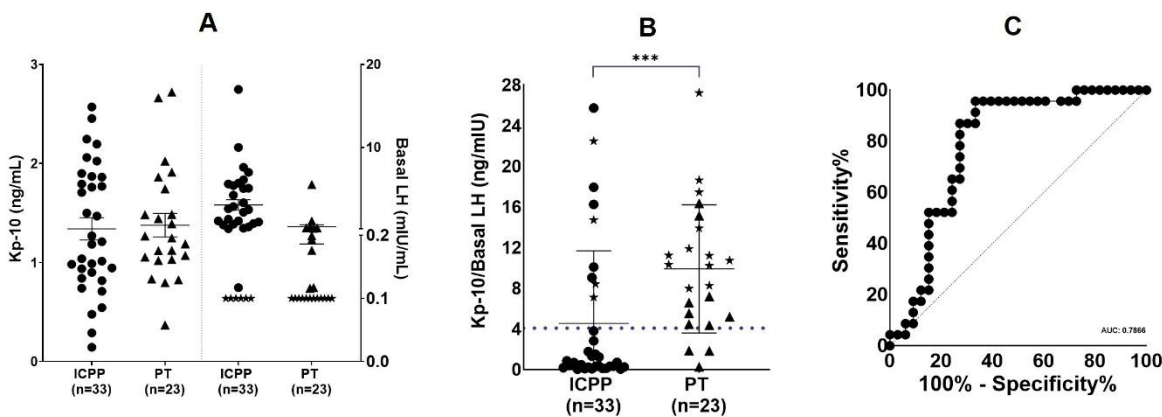 A
Kp-10 (ng/mL)
3
2
1
0
ICPP
(n=33)
PT
(n=23)
ICPP
(n=33)
PT
(n=23)
20
10
0.2
0.1
0.0
Basal LH (mIU/mL)
B
***
Kp-10/Basal LH (ng/mIU)
28
24
20
16
12
8
4
0
ICPP
(n=33)
PT
(n=23)
C
Sensitivity%
100
80
60
40
20
0
AUC: 0.7866
0 20 40 60 80 100
100% - Specificity%